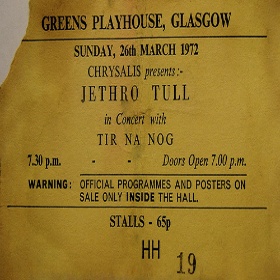 GREENS PLAYHOUSE, GLASGOW
SUNDAY, 26th MARCH 1972
CHRYSALIS presents:-
JETHRO TULL
in Concert with
TIR NA NOG
7.30 p.m. - - Doors Open 7.00 p.m.
WARNING: OFFICIAL PROGRAMMES AND POSTERS ON
SALE ONLY INSIDE THE HALL.
STALLS - 65p
HH 19